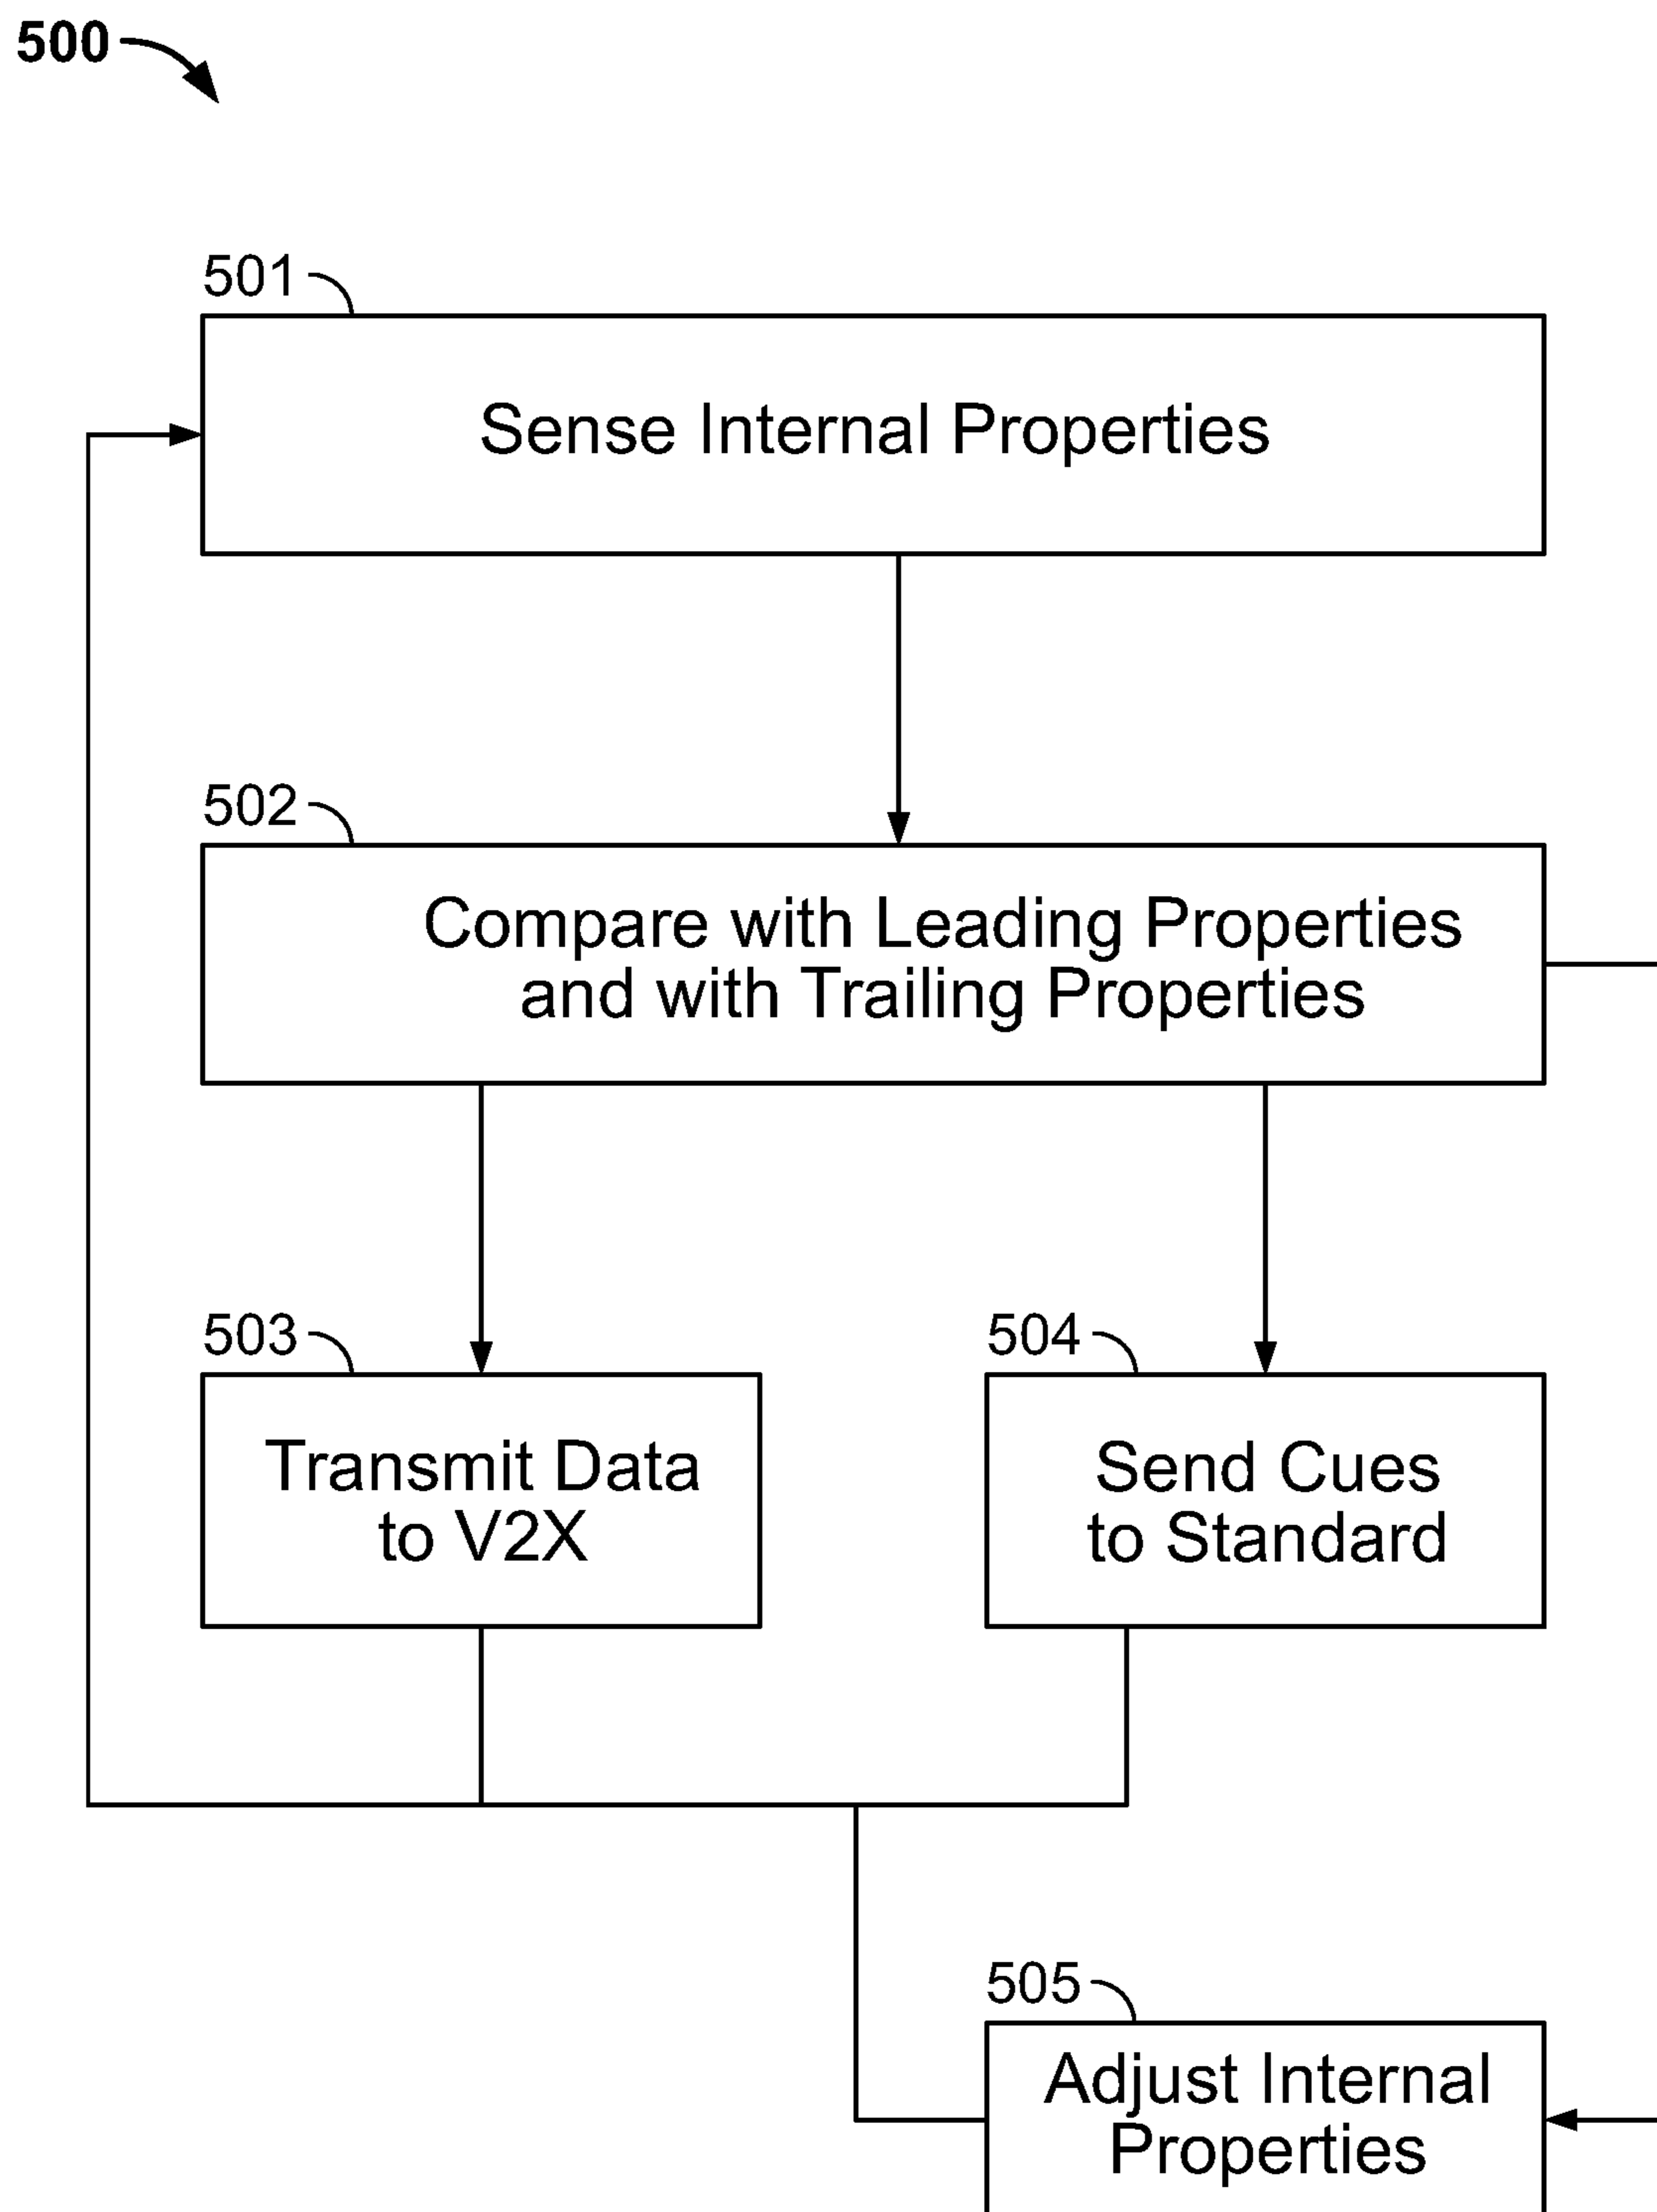 500
501
Sense Internal Properties
502
Compare with Leading Properties
and with Trailing Properties
503
Transmit Data
to V2X
504
Send Cues
to Standard
505
Adjust Internal
Properties